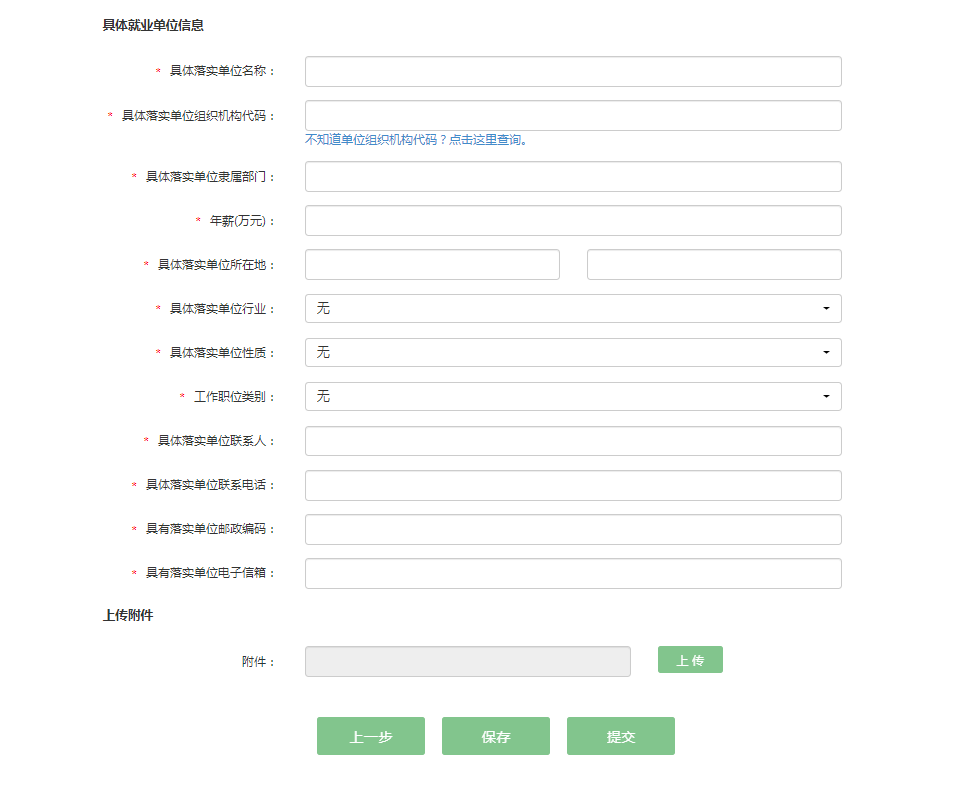 具体就业单位信息
* 具体落实单位名称：
* 具体落实单位组织机构代码：
不知道单位组织机构代码？点击这里查询。
* 具体落实单位隶属部门：
* 年薪(万元)：
* 具体落实单位所在地：
* 具体落实单位行业： 无
* 具体落实单位性质： 无
* 工作职位类别： 无
* 具体落实单位联系人：
* 具体落实单位联系电话：
* 具有落实单位邮政编码：
* 具有落实单位电子信箱：
上传附件
附件： 上 传
上一步 保存 提交